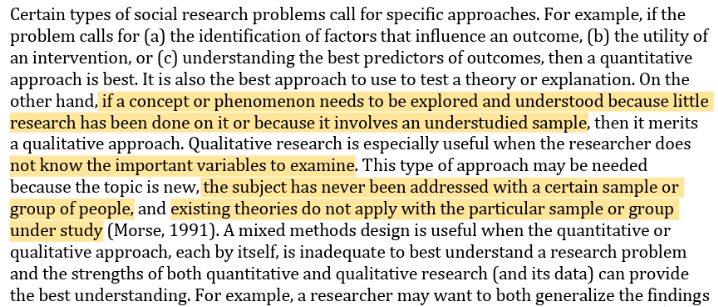 Certain types of social research problems call for specific approaches. For example, if the
problem calls for (a) the identification of factors that influence an outcome, (b) the utility of
an intervention, or (c) understanding the best predictors of outcomes, then a quantitative
approach is best. It is also the best approach to use to test a theory or explanation. On the
other hand, if a concept or phenomenon needs to be explored and understood because little
research has been done on it or because it involves an understudied sample, then it merits
a qualitative approach. Qualitative research is especially useful when the researcher does
not know the important variables to examine. This type of approach may be needed
because the topic is new, the subject has never been addressed with a certain sample or
group of people, and existing theories do not apply with the particular sample or group
under study (Morse, 1991). A mixed methods design is useful when the quantitative or
qualitative approach, each by itself, is inadequate to best understand a research problem
and the strengths of both quantitative and qualitative research (and its data) can provide
the best understanding. For example, a researcher may want to both generalize the findings